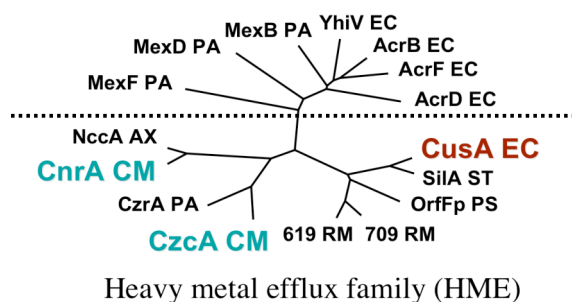 YhiV EC
MexB PA
AcrB EC
MexD PA
AcrF EC
MexF PA
AcrD EC
NccA AX
CusA EC
CnrA CM
SilA ST
CzrA PA
OrfFp PS
CzcA CM
619 RM
709 RM
Heavy metal efflux family (HME)